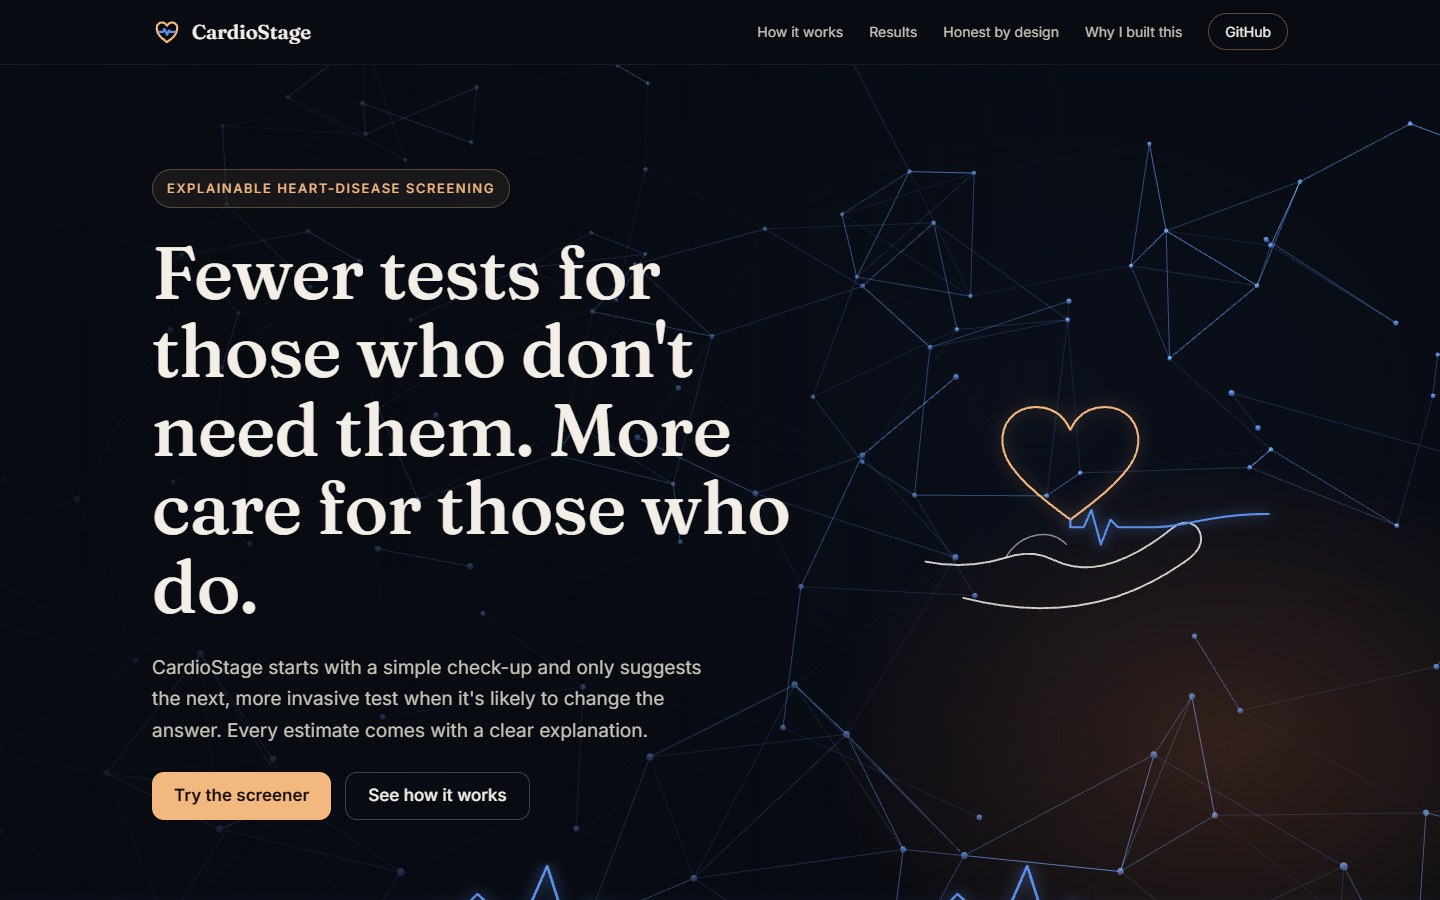 CardioStage
How it works
Results
Honest by design
Why I built this
GitHub
EXPLAINABLE HEART-DISEASE SCREENING
Fewer tests for
those who don't
need them. More
care for those who
do.
CardioStage starts with a simple check-up and only suggests
the next, more invasive test when it's likely to change the
answer. Every estimate comes with a clear explanation.
Try the screener
See how it works